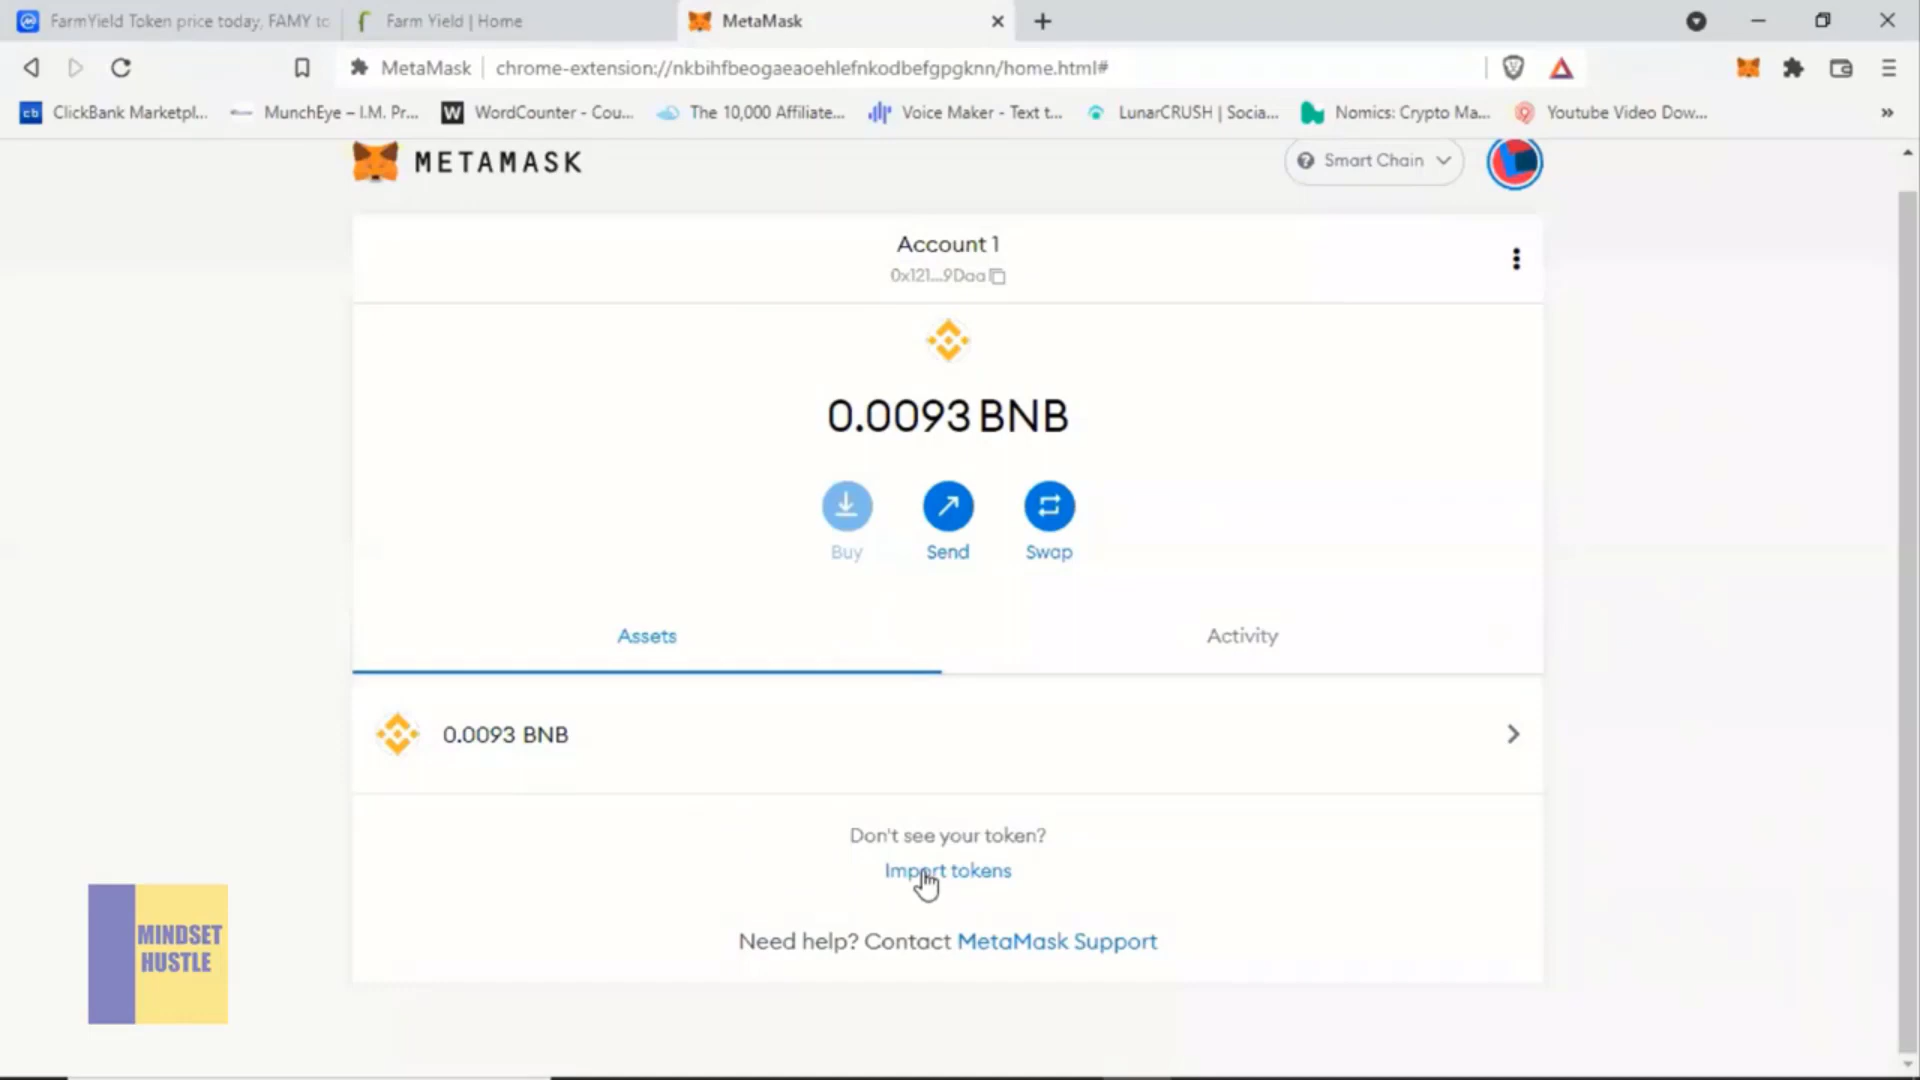 FarmYield Token price today, FAMY to
Farm Yield | Home
MetaMask
MetaMask
chrome-extension://nkbihfbeogaeaoehlefnkodbefgpgknn/home.html#
cb ClickBank Marketpl...
MunchEye – I.M. Pr...
W WordCounter - Cou...
The 10,000 Affiliate...
Voice Maker - Text t...
LunarCRUSH | Socia...
Nomics: Crypto Ma...
Youtube Video Dow...
METAMASK
Smart Chain
Account 1
0x121...9Daa
0.0093 BNB
Buy
Send
Swap
Assets
Activity
0.0093 BNB
Don't see your token?
Import tokens
Need help? Contact MetaMask Support
MINDSET
HUSTLE